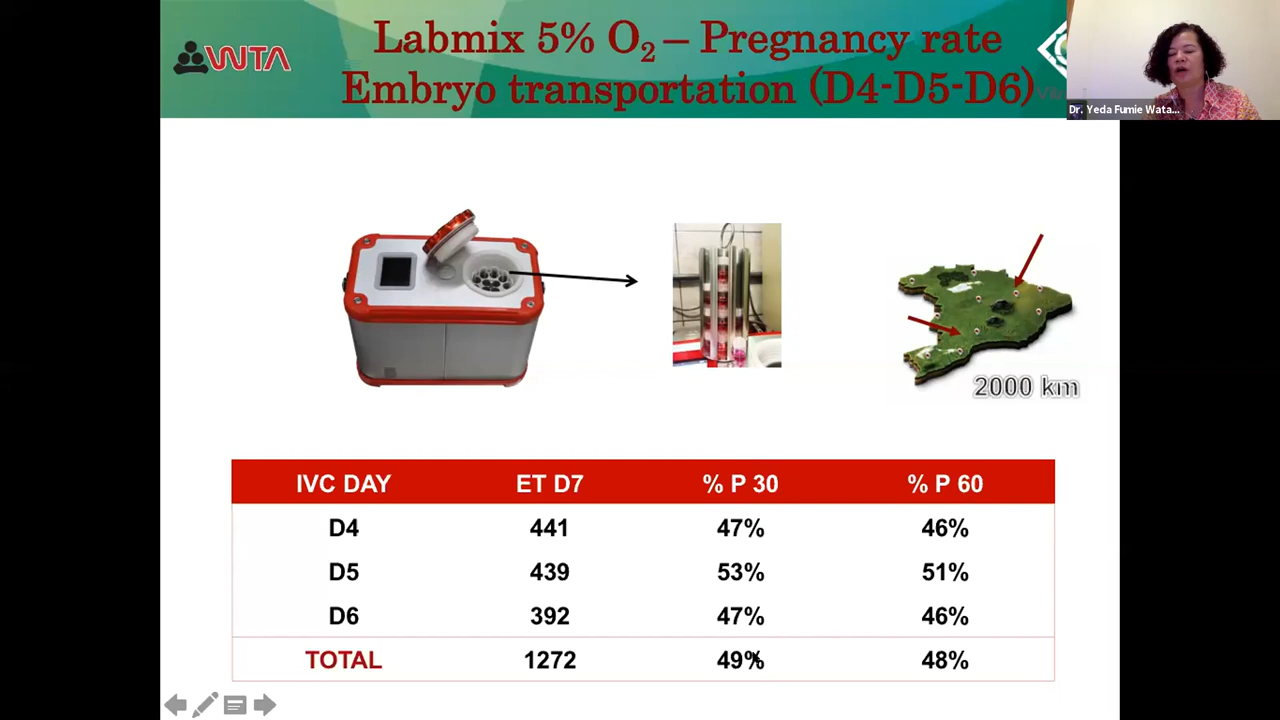 WTA
Labmix 5% O₂ – Pregnancy rate
Embryo transportation (D4-D5-D6)
Dr. Yeda Fumie Wata...
2000 km
IVC DAY ET D7 % P 30 % P 60
D4 441 47% 46%
D5 439 53% 51%
D6 392 47% 46%
TOTAL 1272 49% 48%